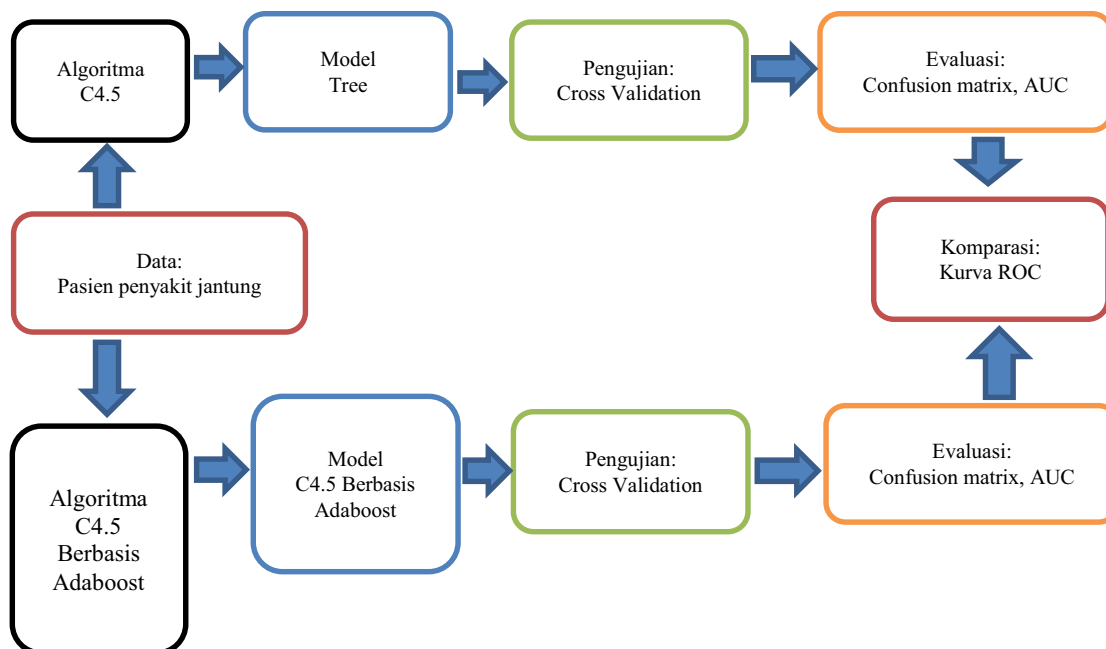 Algoritma
C4.5
Model
Tree
Pengujian:
Cross Validation
Evaluasi:
Confusion matrix, AUC
Data:
Pasien penyakit jantung
Komparasi:
Kurva ROC
Algoritma
C4.5
Berbasis
Adaboost
Model
C4.5 Berbasis
Adaboost
Pengujian:
Cross Validation
Evaluasi:
Confusion matrix, AUC